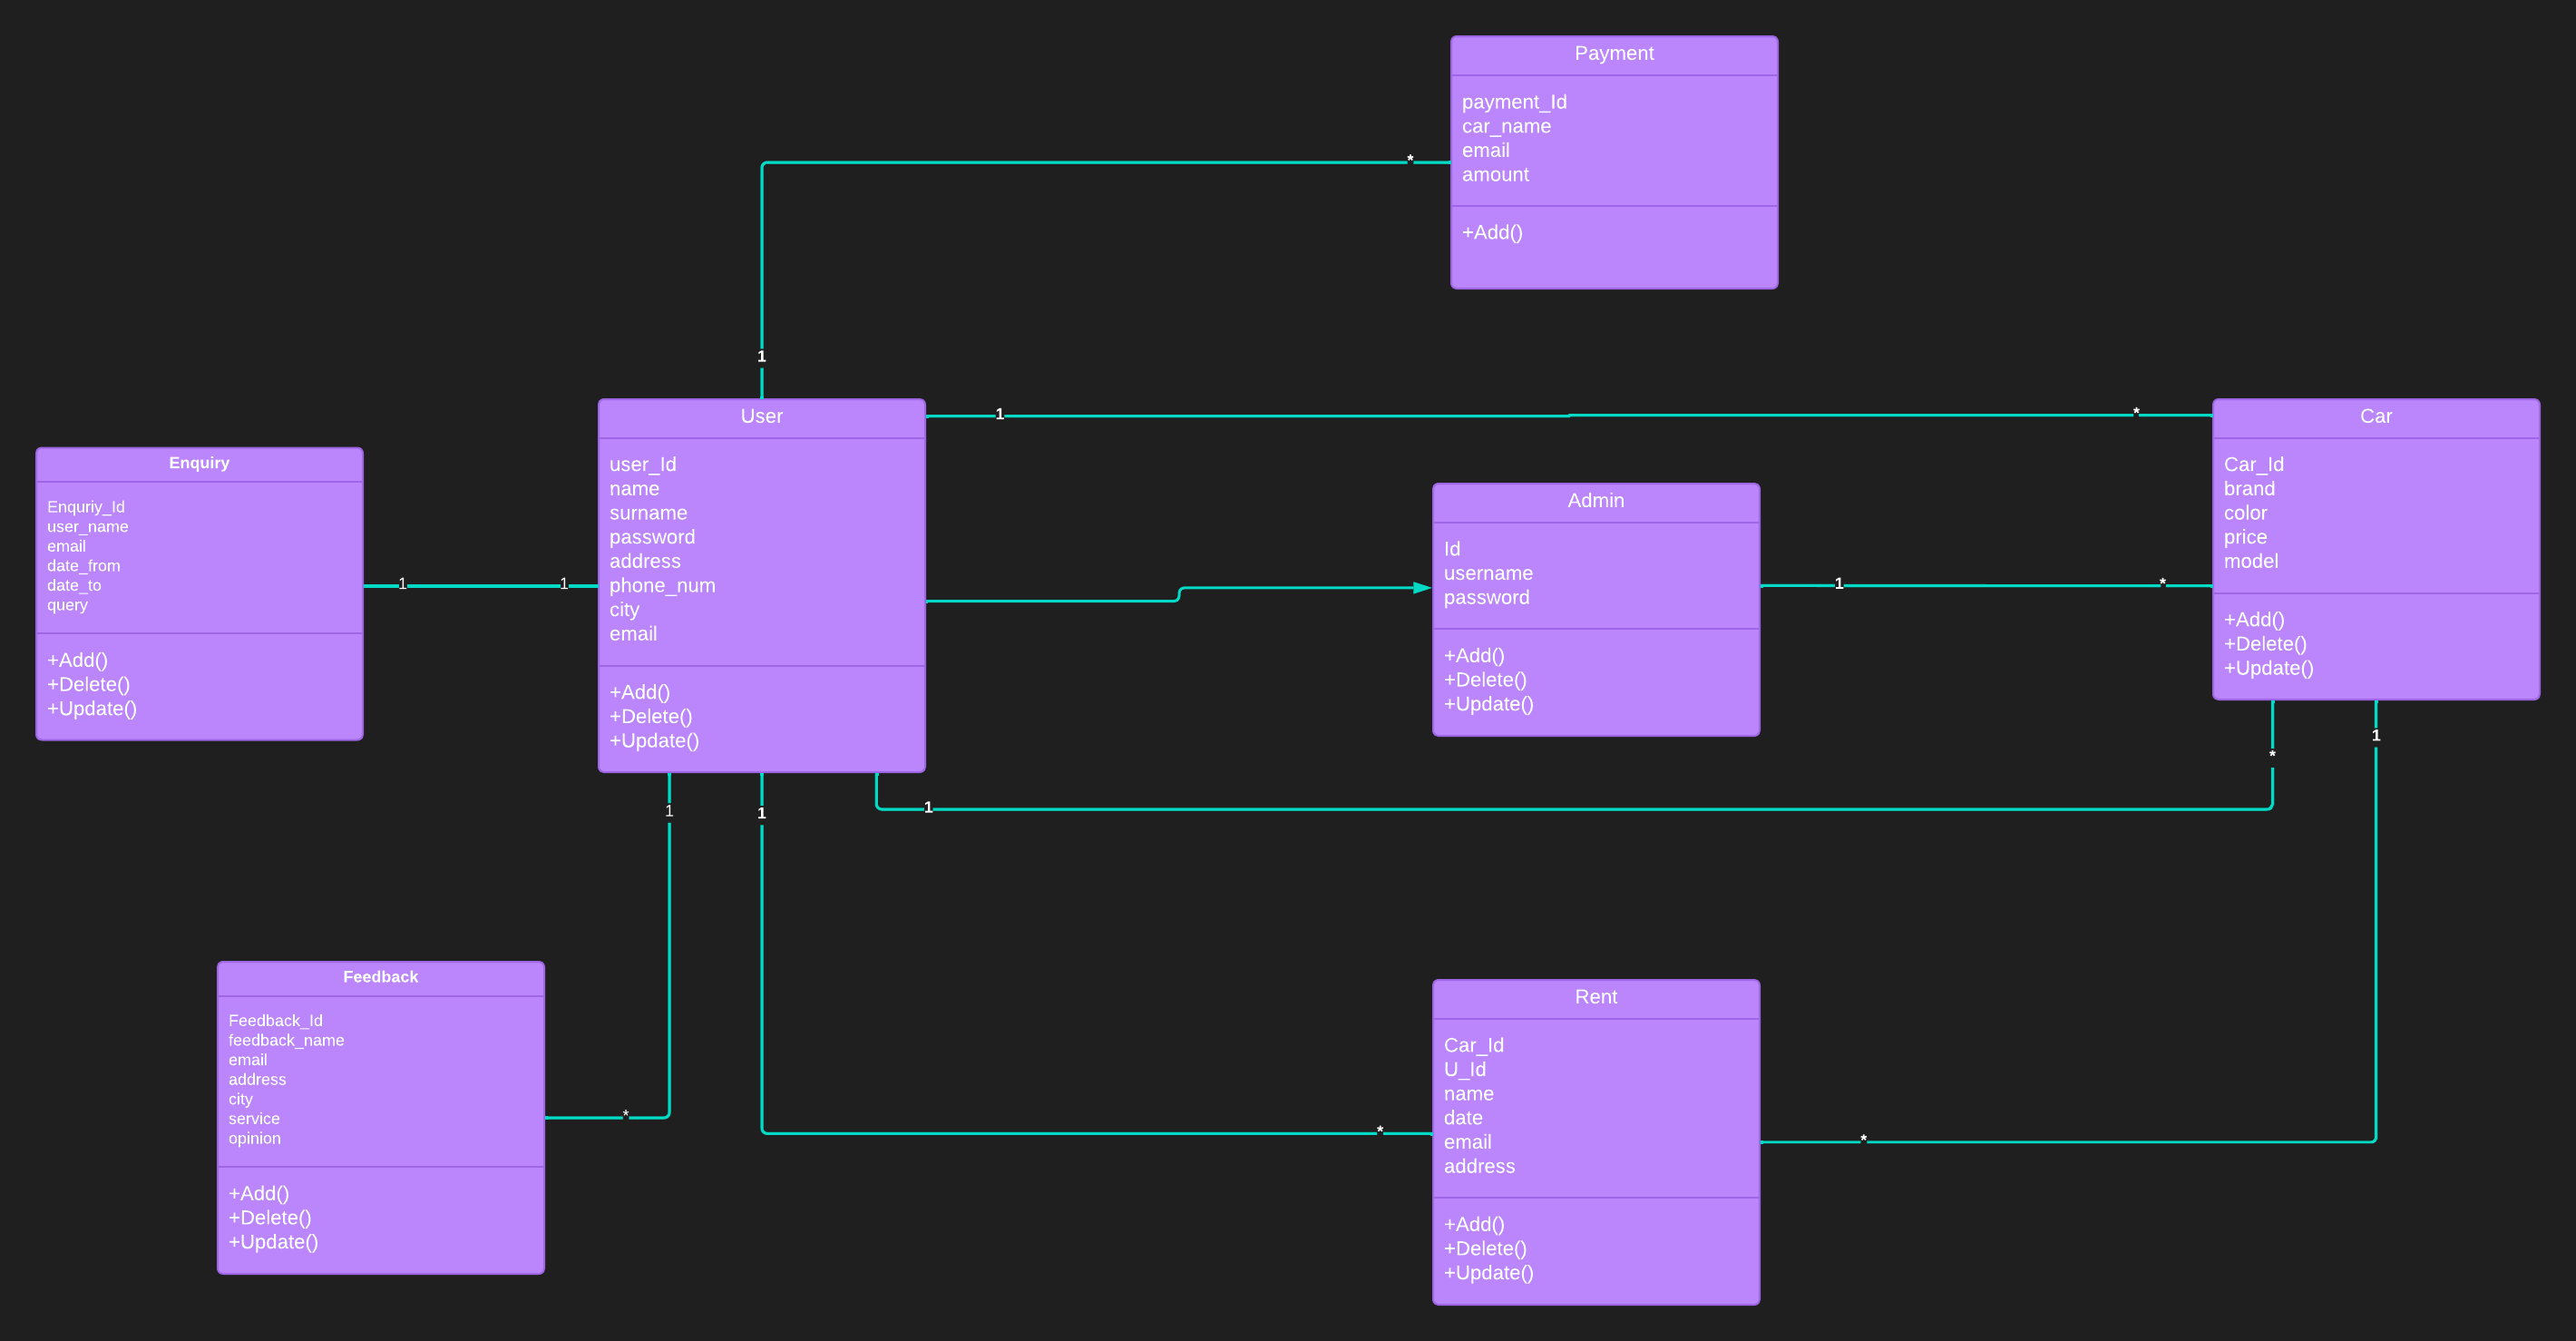 Payment
payment_Id
car_name
email
amount
+Add()
*
1
User
user_Id
name
surname
password
address
phone_num
city
email
+Add()
+Delete()
+Update()
1
*
Car
Car_Id
brand
color
price
model
+Add()
+Delete()
+Update()
Enquiry
Enquriy_Id
user_name
email
date_from
date_to
query
+Add()
+Delete()
+Update()
1
1
Admin
Id
username
password
+Add()
+Delete()
+Update()
1
*
*
1
1
1
1
Feedback
Feedback_Id
feedback_name
email
address
city
service
opinion
+Add()
+Delete()
+Update()
*
Rent
Car_Id
U_Id
name
date
email
address
+Add()
+Delete()
+Update()
*
*